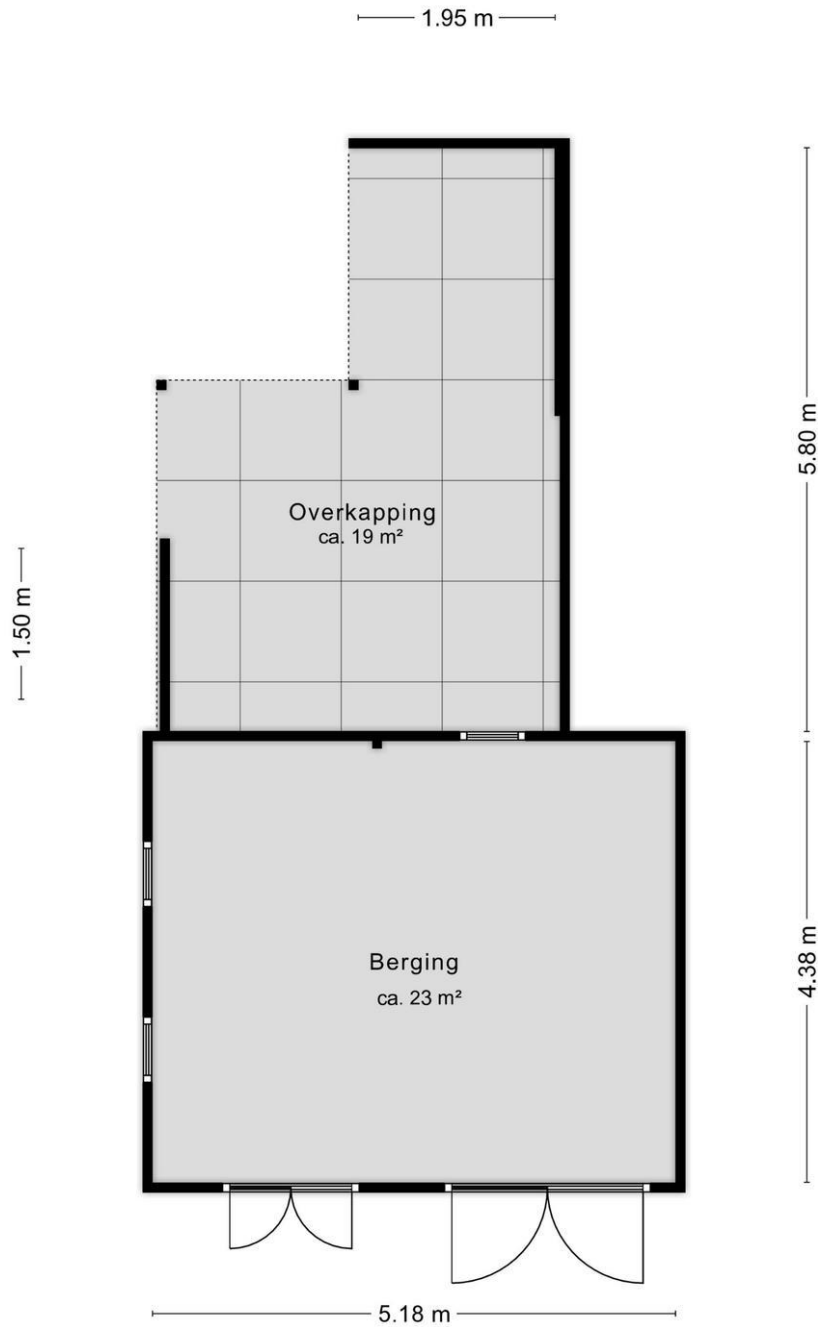 1.95 m
5.80 m
Overkapping
ca. 19 m²
1.50 m
Berging
ca. 23 m²
4.38 m
5.18 m